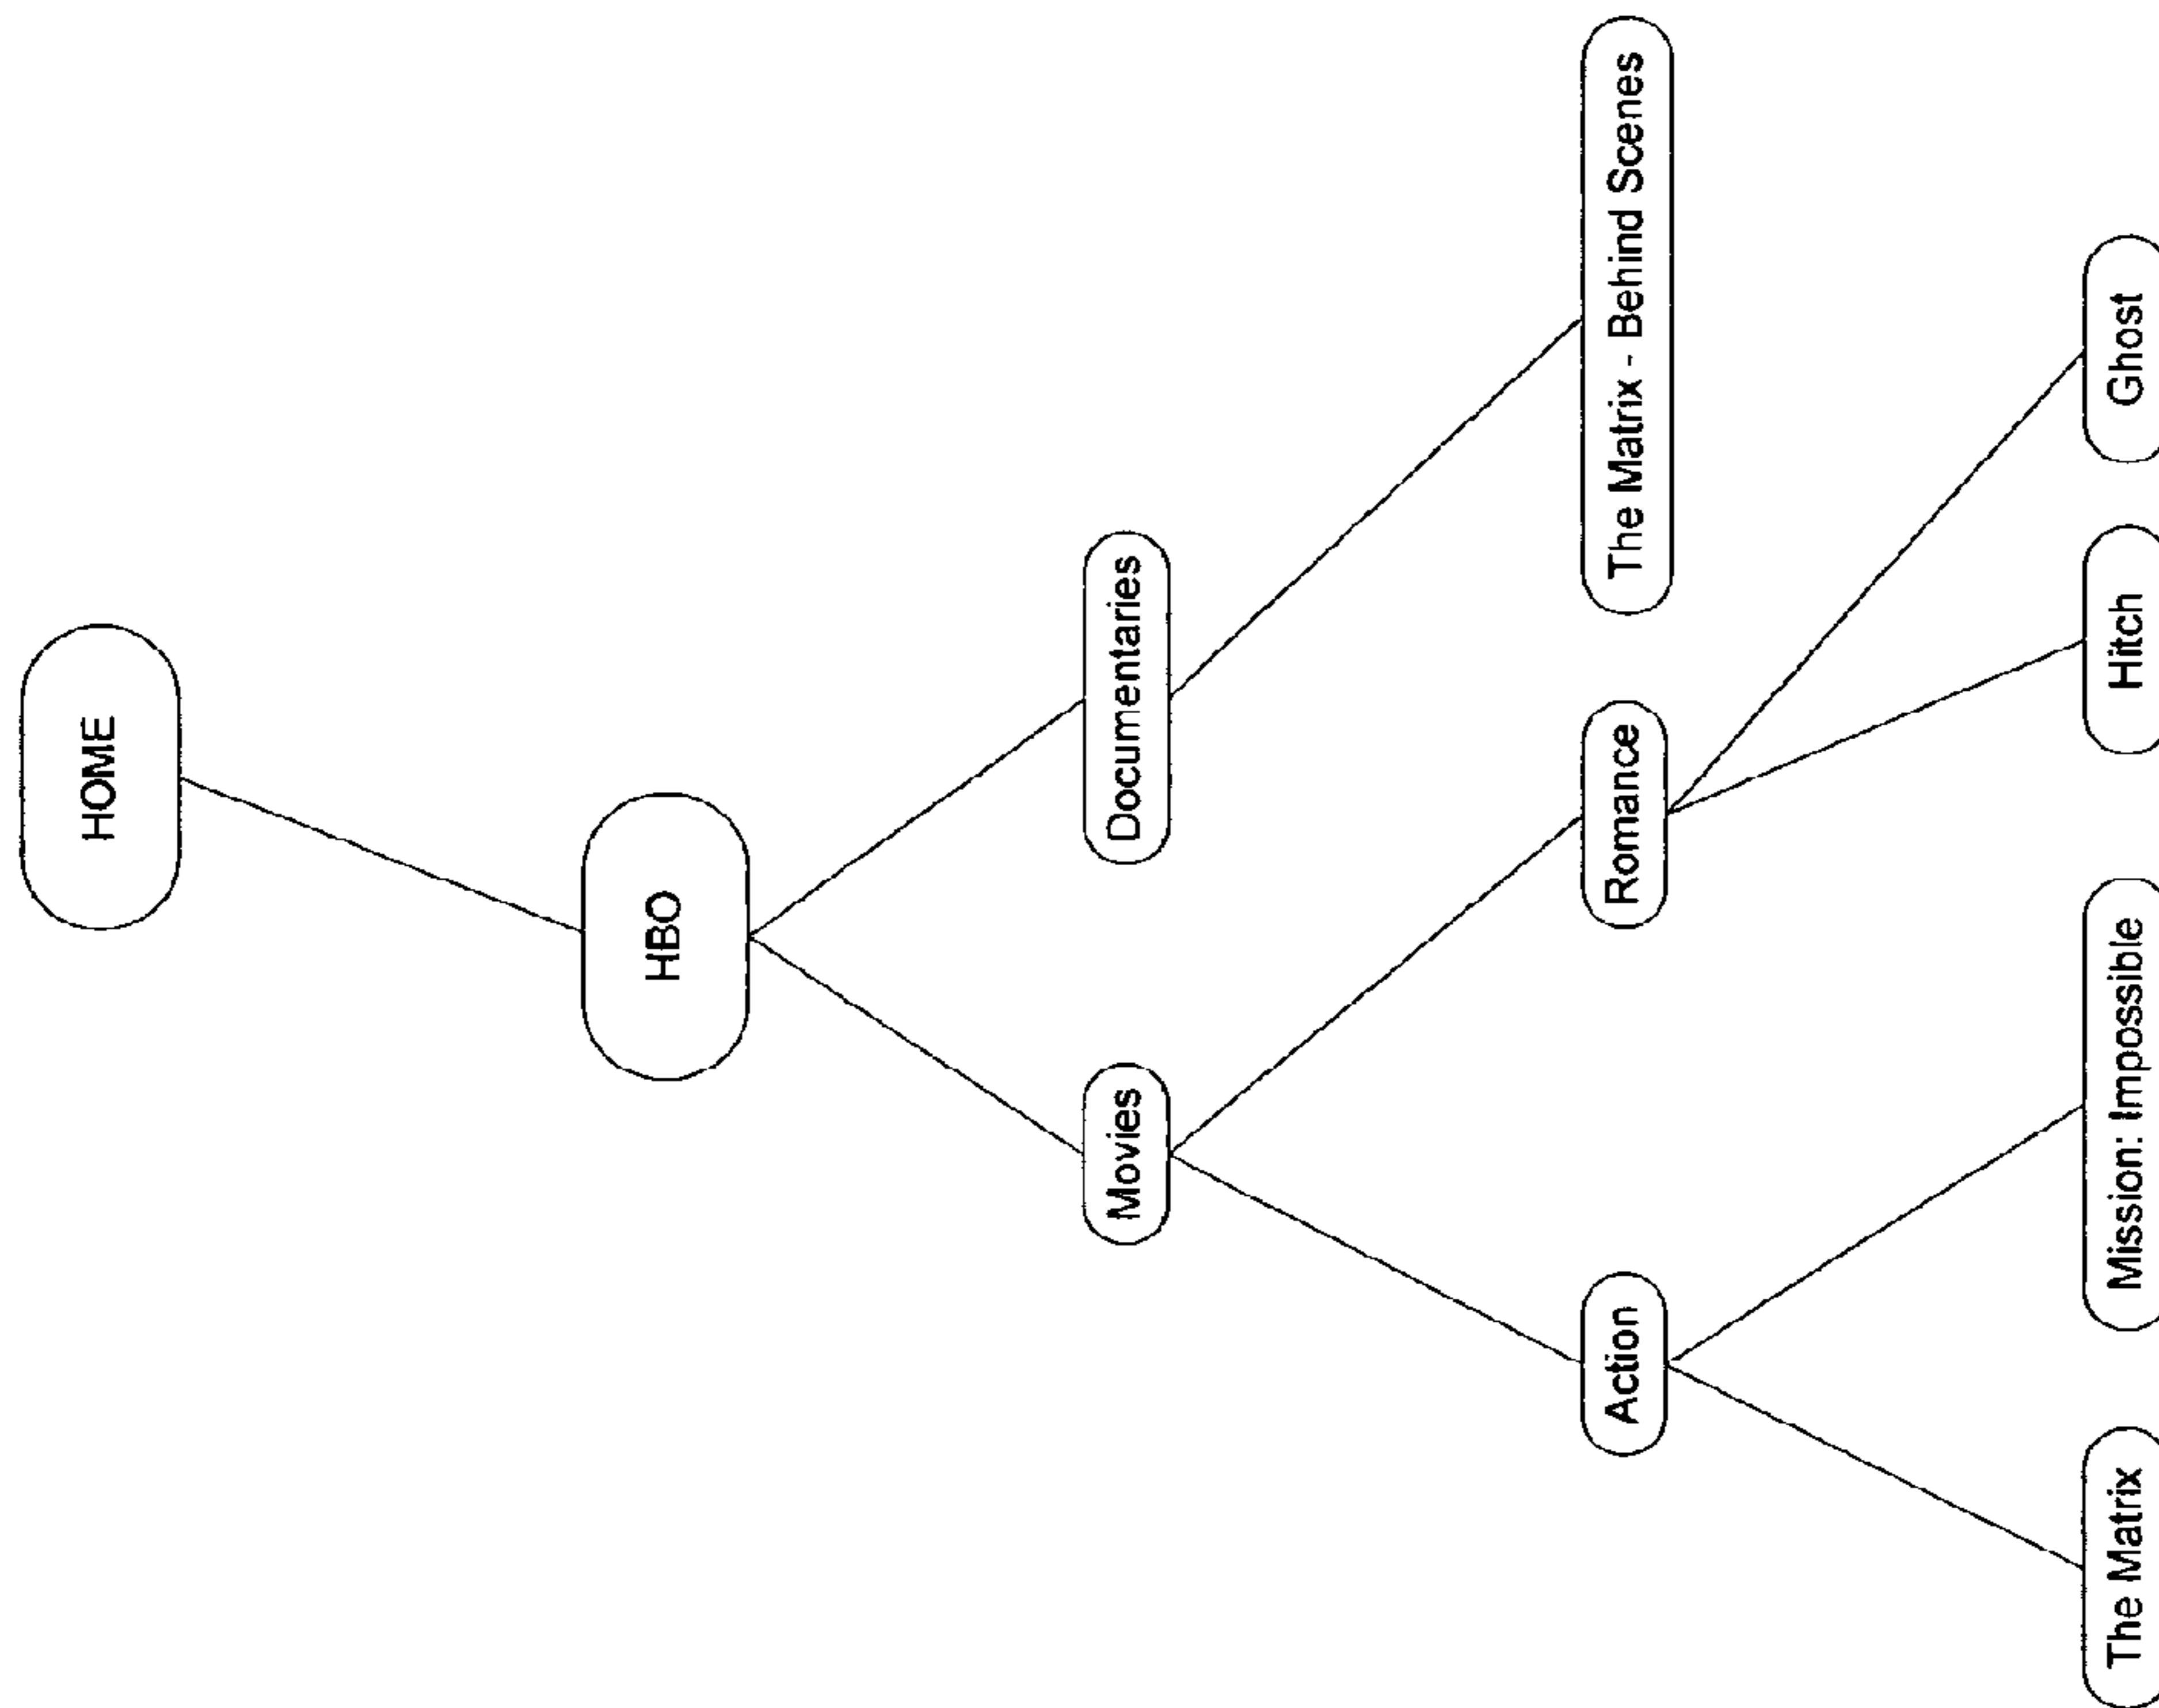 HOME
HBO
Movies
Documentaries
Action
Romance
The Matrix - Behind Scenes
The Matrix
Mission: Impossible
Hitch
Ghost